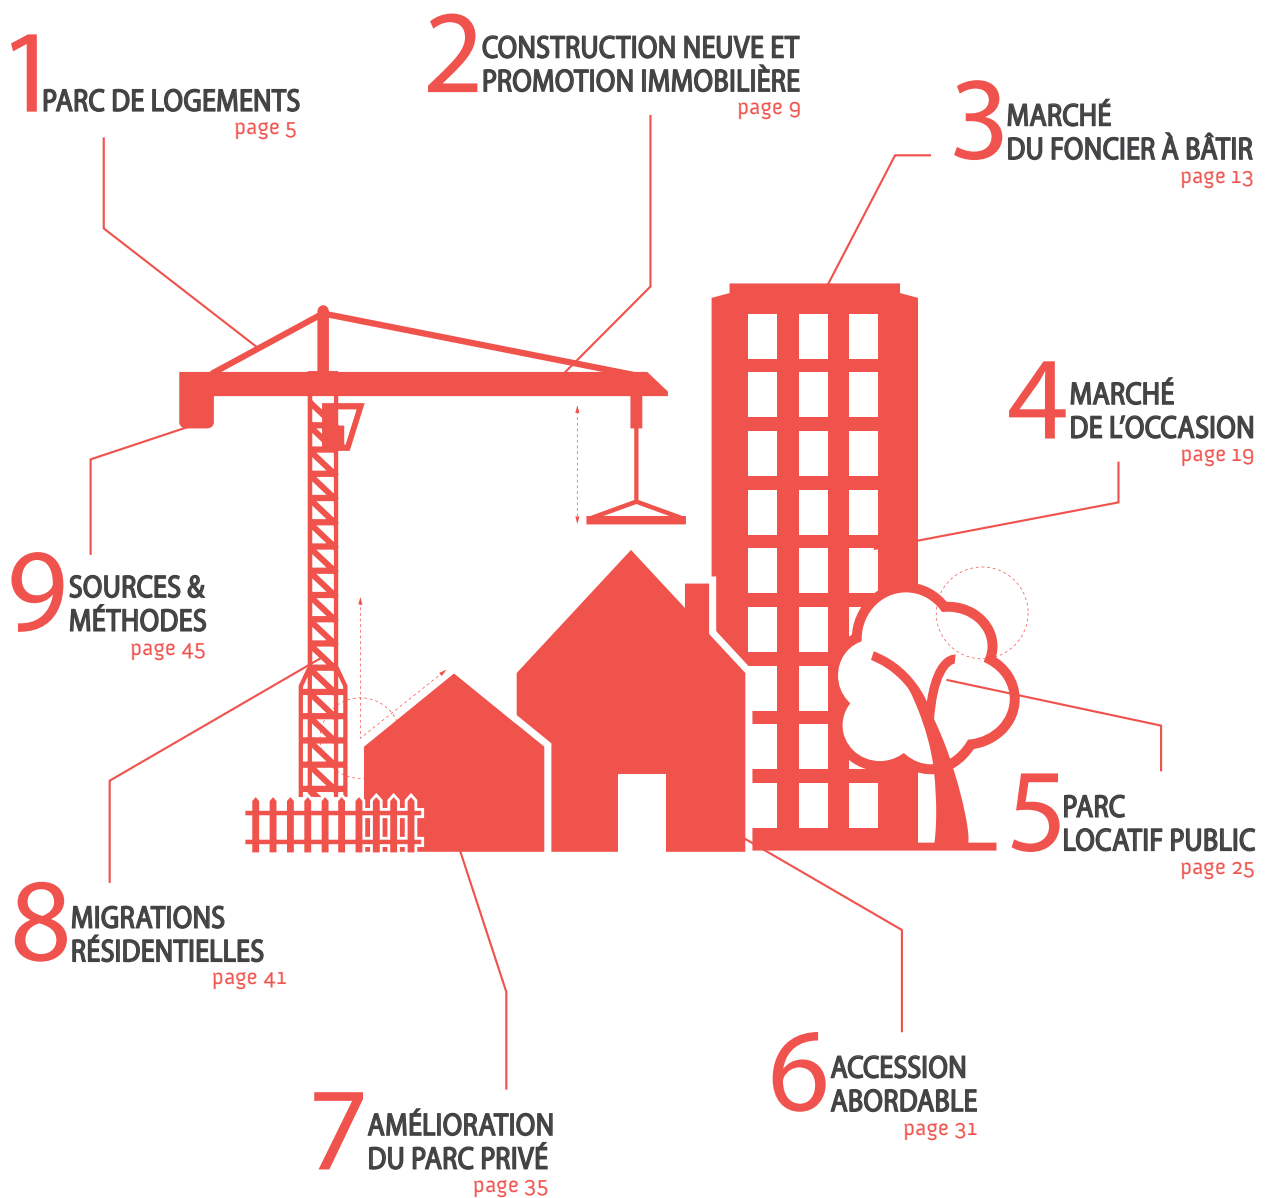 1 PARC DE LOGEMENTS
page 5
2 CONSTRUCTION NEUVE ET
PROMOTION IMMOBILIÈRE
page 9
3 MARCHÉ
DU FONCIER À BÂTIR
page 13
4 MARCHÉ
DE L’OCCASION
page 19
5 PARC
LOCATIF PUBLIC
page 25
6 ACCESSION
ABORDABLE
page 31
7 AMÉLIORATION
DU PARC PRIVÉ
page 35
8 MIGRATIONS
RÉSIDENTIELLES
page 41
9 SOURCES &
MÉTHODES
page 45